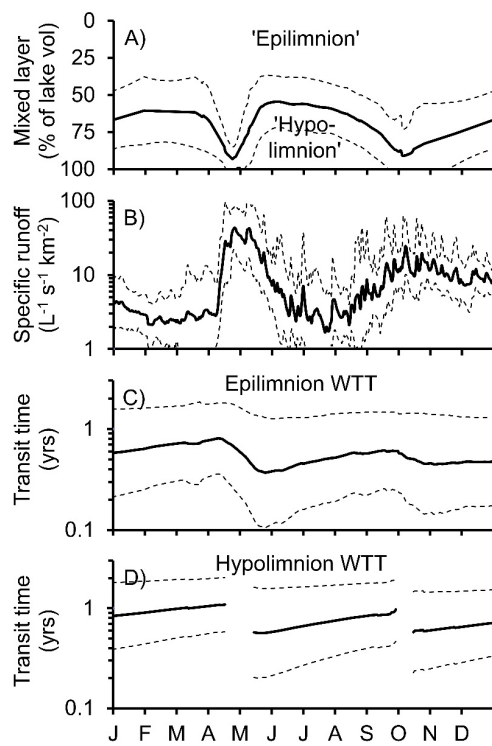 0
25
50
75
100
Mixed layer
(% of lake vol)
A)
'Epilimnion'
'Hypo-
limnion'
100
10
1
Specific runoff
(L⁻¹ s⁻¹ km⁻²)
B)
1
0.1
Transit time
(yrs)
C)
Epilimnion WTT
1
0.1
Transit time
(yrs)
D)
Hypolimnion WTT
J F M A M J J A S O N D